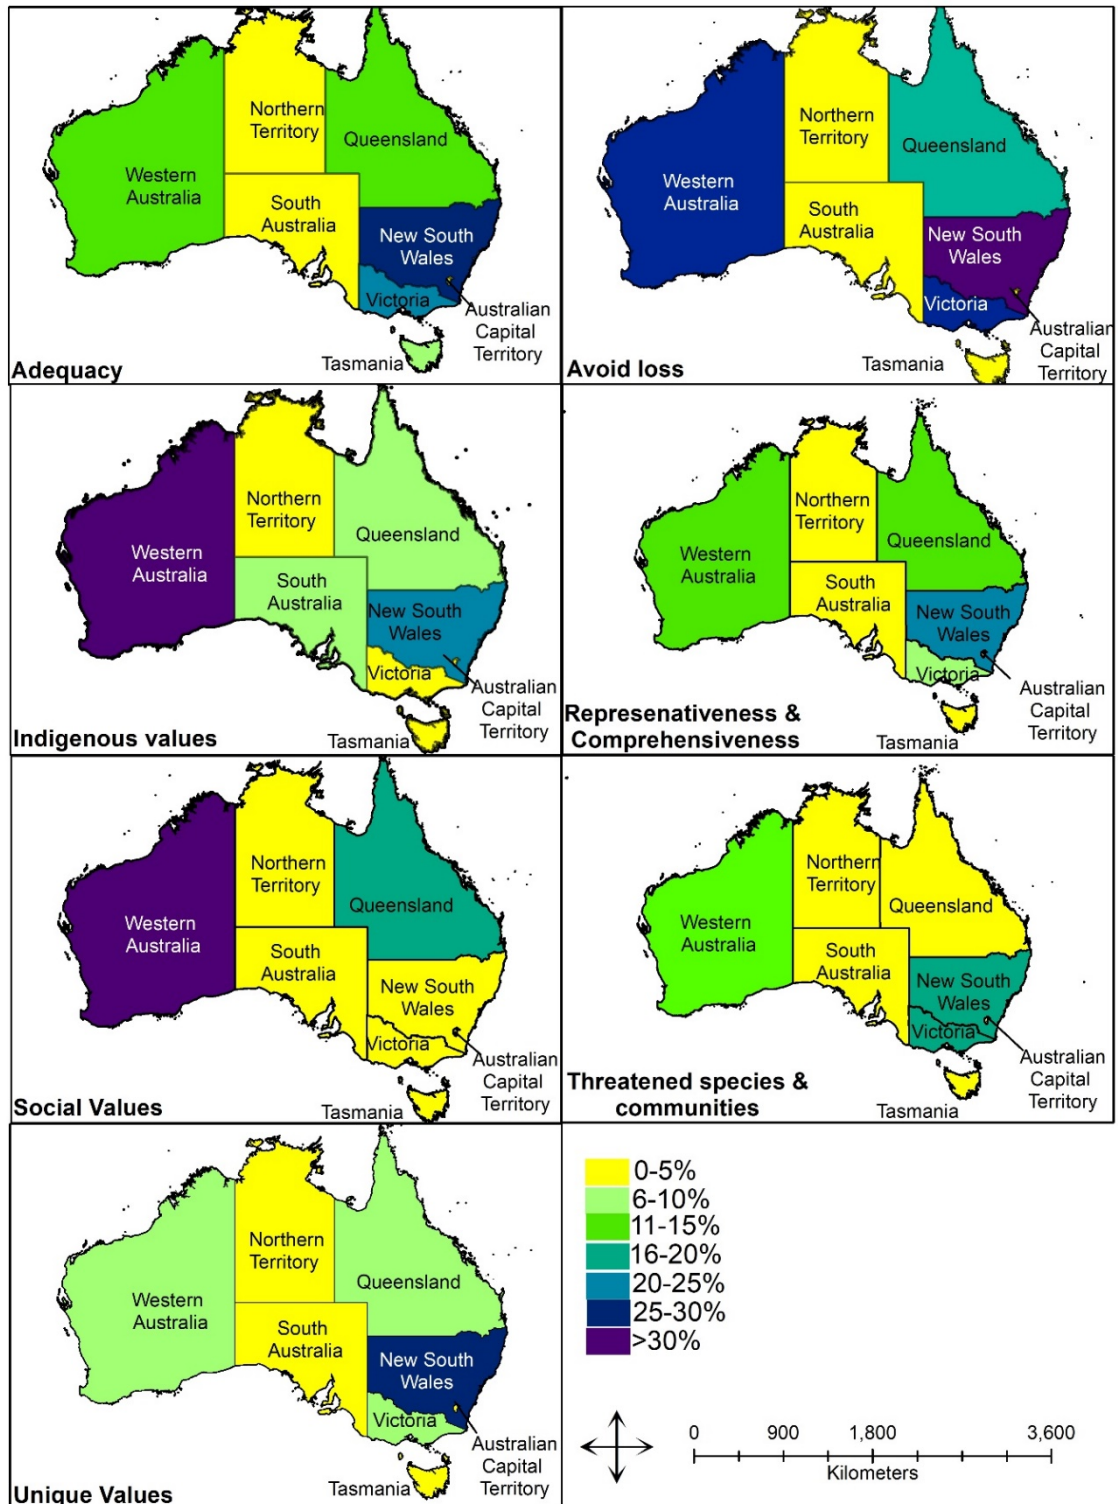 Northern
Territory
Queensland
Western
Australia
South
Australia
New South
Wales
Victoria
Australian
Capital
Territory
Tasmania
Adequacy
Northern
Territory
Queensland
Western
Australia
South
Australia
New South
Wales
Victoria
Australian
Capital
Territory
Tasmania
Avoid loss
Northern
Territory
Queensland
Western
Australia
South
Australia
New South
Wales
Victoria
Australian
Capital
Territory
Tasmania
Indigenous values
Northern
Territory
Queensland
Western
Australia
South
Australia
New South
Wales
Victoria
Australian
Capital
Territory
Tasmania
Represenativeness &
Comprehensiveness
Northern
Territory
Queensland
Western
Australia
South
Australia
New South
Wales
Victoria
Australian
Capital
Territory
Tasmania
Social Values
Northern
Territory
Queensland
Western
Australia
South
Australia
New South
Wales
Victoria
Australian
Capital
Territory
Tasmania
Threatened species &
communities
Northern
Territory
Queensland
Western
Australia
South
Australia
New South
Wales
Victoria
Australian
Capital
Territory
Tasmania
Unique Values
0-5%
6-10%
11-15%
16-20%
20-25%
25-30%
>30%
0 900 1,800 3,600
Kilometers